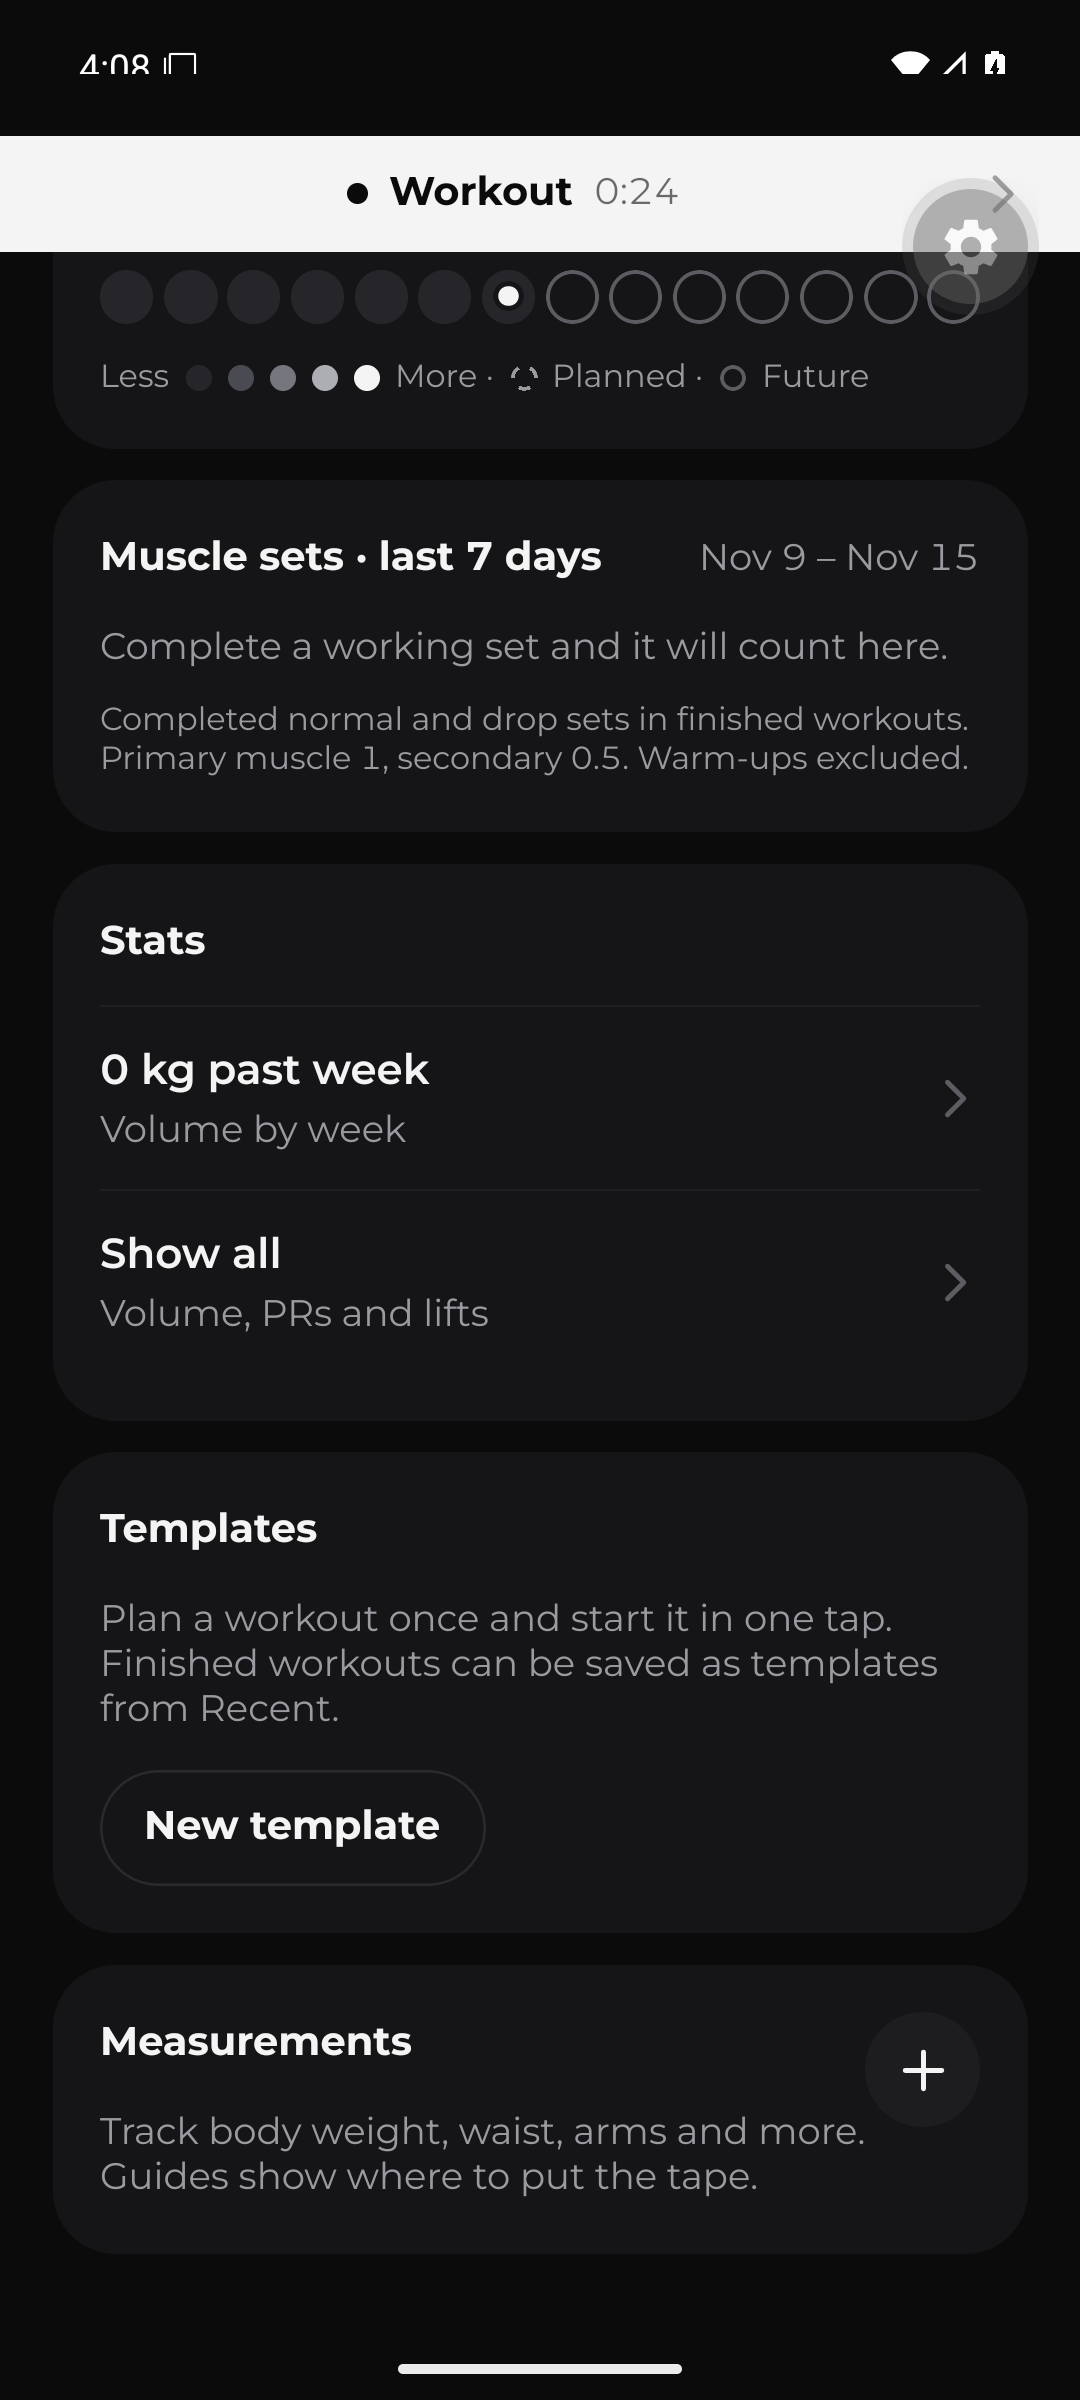 4:08
Workout 0:24
Less More · Planned · Future
Muscle sets · last 7 days Nov 9 – Nov 15
Complete a working set and it will count here.
Completed normal and drop sets in finished workouts.
Primary muscle 1, secondary 0.5. Warm-ups excluded.
Stats
0 kg past week
Volume by week
Show all
Volume, PRs and lifts
Templates
Plan a workout once and start it in one tap.
Finished workouts can be saved as templates
from Recent.
New template
Measurements
Track body weight, waist, arms and more.
Guides show where to put the tape.